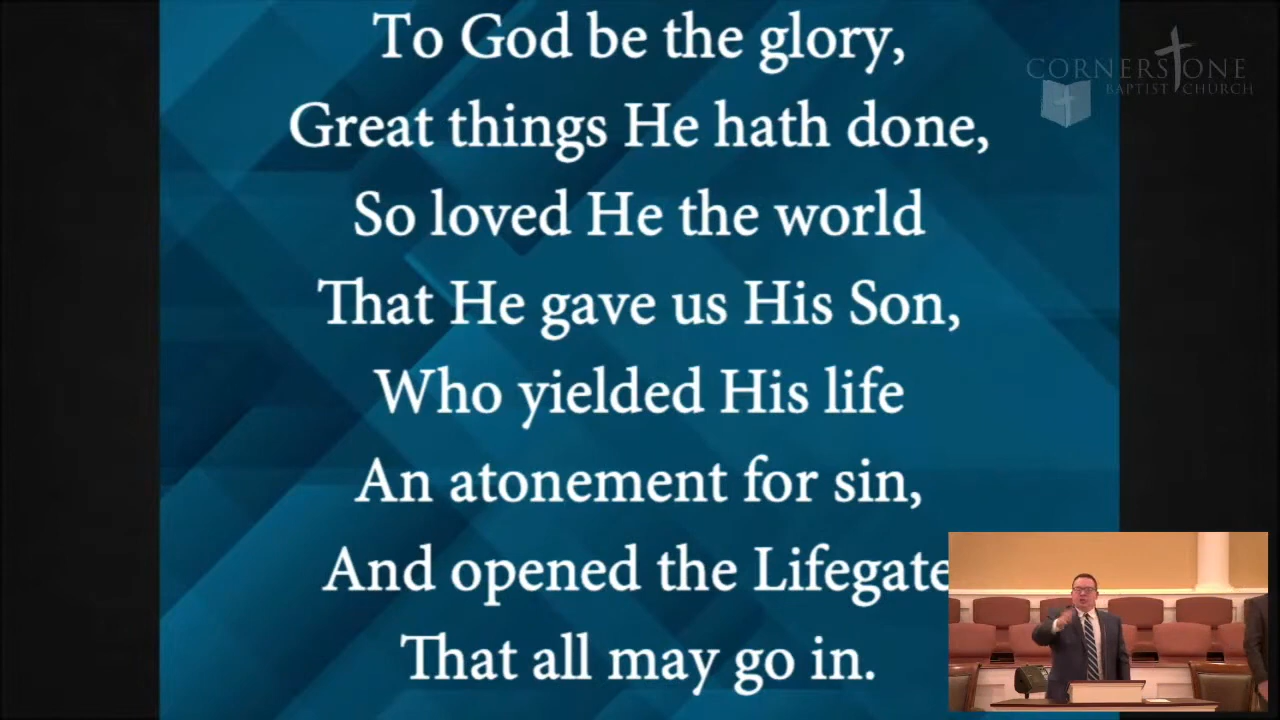 To God be the glory,
Great things He hath done,
So loved He the world
That He gave us His Son,
Who yielded His life
An atonement for sin,
And opened the Lifegate
That all may go in.
CORNERSTONE
BAPTIST CHURCH